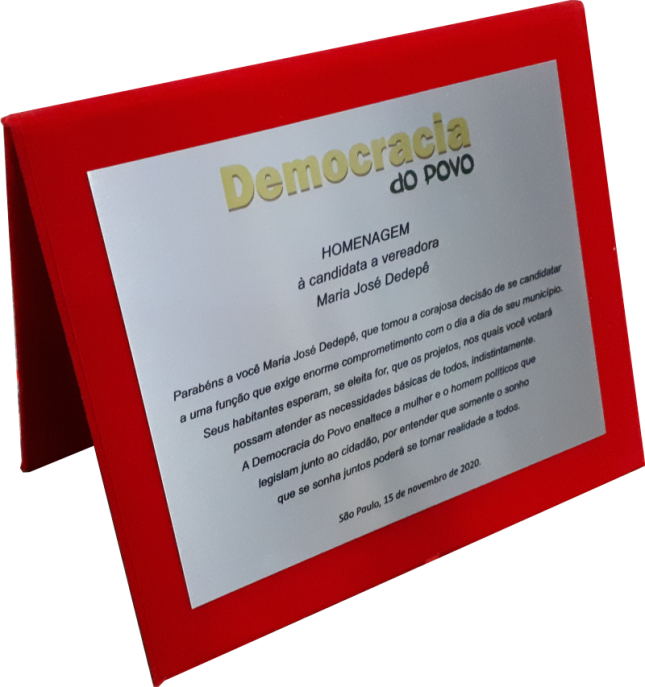 Democracia
do POVO
HOMENAGEM
à candidata a vereadora
Maria José Dedepê
Parabéns a você Maria José Dedepê, que tomou a corajosa decisão de se candidatar
a uma função que exige enorme comprometimento com o dia a dia de seu município.
Seus habitantes esperam, se eleita for, que os projetos, nos quais você votará
possam atender as necessidades básicas de todos, indistintamente.
A Democracia do Povo enaltece a mulher e o homem políticos que
legislam junto ao cidadão, por entender que somente o sonho
que se sonha juntos poderá se tornar realidade a todos.
São Paulo, 15 de novembro de 2020.